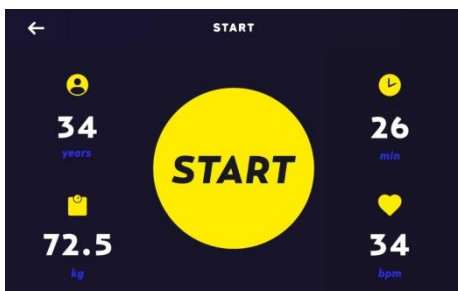 START
34
years
26
min
START
72.5
kg
34
bpm